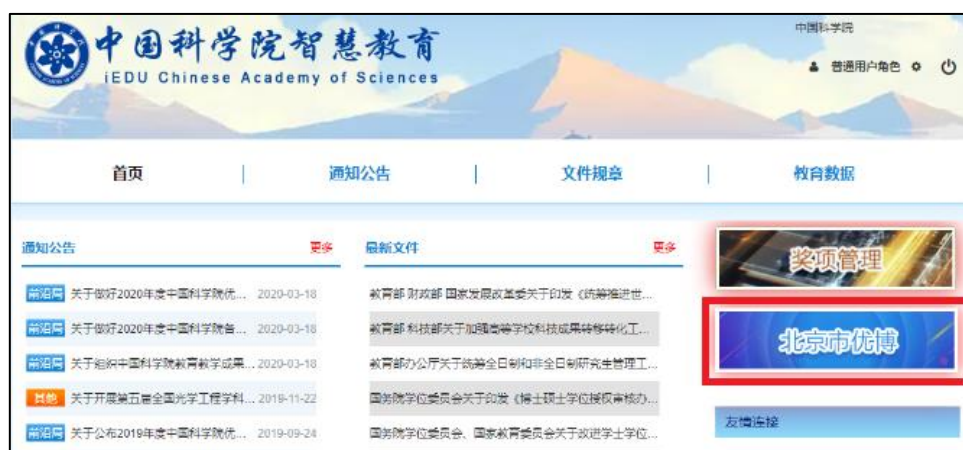 中国科学院智慧教育
iEDU Chinese Academy of Sciences
中国科学院
普通用户角色
首页
通知公告
文件规章
教育数据
通知公告
更多
前沿局 关于做好2020年度中国科学院优... 2020-03-18
前沿局 关于做好2020年度中国科学院各... 2020-03-18
前沿局 关于组织中国科学院教育教学成果... 2020-03-18
其他 关于开展第五届全国光学工程学科... 2019-11-22
前沿局 关于公布2019年度中国科学院优... 2019-09-24
最新文件
更多
教育部 财政部 国家发展改革委关于印发《统筹推进世...
教育部 科技部关于加强高等学校科技成果转移转化工...
教育部办公厅关于统筹全日制和非全日制研究生管理工...
国务院学位委员会关于印发《博士硕士学位授权审核办...
国务院学位委员会、国家教育委员会关于改进学士学位...
奖项管理
北京市优博
友情连接